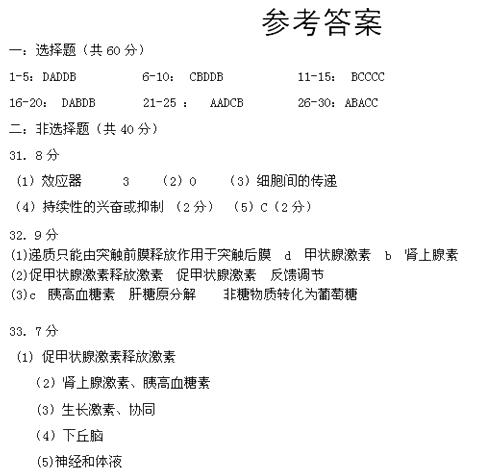 参考答案
一：选择题（共60分）
1-5：DADDB 6-10： CBDDB 11-15： BCCCC
16-20： DABDB 21-25 ： AADCB 26-30：ABACC
二：非选择题（共40分）
31. 8分
（1）效应器 3 （2）0 （3）细胞间的传递
（4）持续性的兴奋或抑制 （2分） （5）C（2分）
32. 9分
(1)递质只能由突触前膜释放作用于突触后膜 d 甲状腺激素 b 肾上腺素
(2)促甲状腺激素释放激素 促甲状腺激素 反馈调节
(3)c 胰高血糖素 肝糖原分解 非糖物质转化为葡萄糖
33. 7分
(1) 促甲状腺激素释放激素
（2）肾上腺激素、胰高血糖素
（3）生长激素、协同
（4）下丘脑
(5)神经和体液